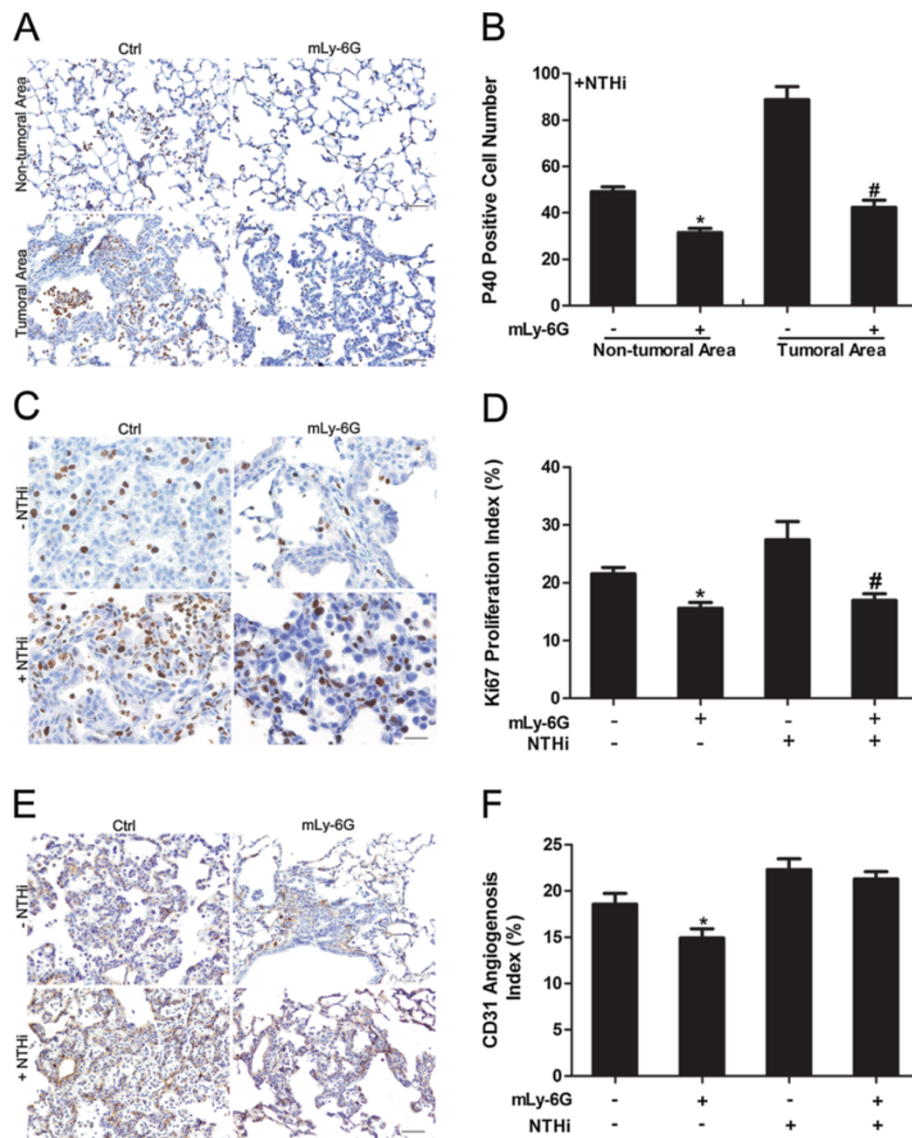 A
Ctrl
mLy-6G
Non-tumoral Area
Tumoral Area
B
+NTHi
P40 Positive Cell Number
100
80
60
40
20
0
*
#
mLy-6G - + - +
Non-tumoral Area Tumoral Area
C
Ctrl
mLy-6G
- NTHi
+ NTHi
D
Ki67 Proliferation Index (%)
40
30
20
10
0
*
#
mLy-6G - + - +
NTHi - - + +
E
Ctrl
mLy-6G
- NTHi
+ NTHi
F
CD31 Angiogenosis
Index (%)
25
20
15
10
5
0
*
mLy-6G - + - +
NTHi - - + +